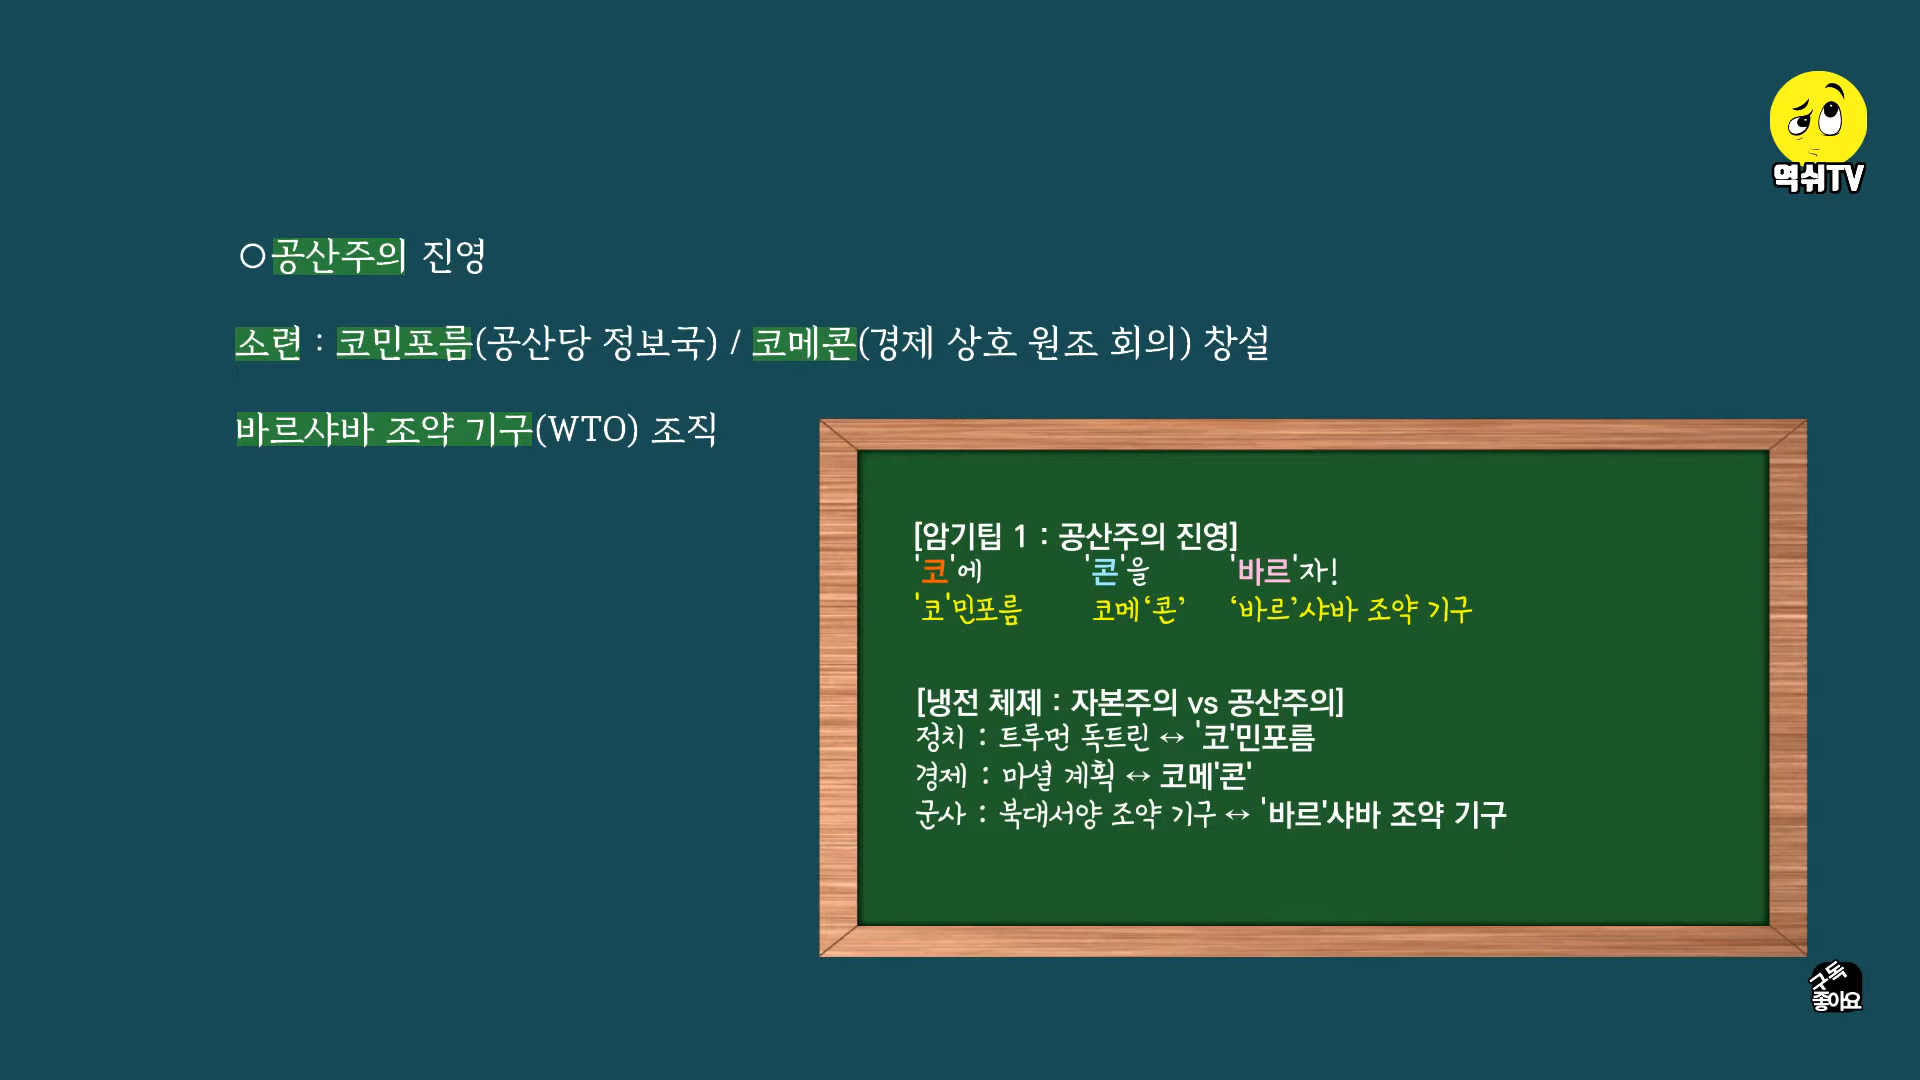 역쉬TV
○공산주의 진영
소련 : 코민포름(공산당 정보국) / 코메콘(경제 상호 원조 회의) 창설
바르샤바 조약 기구(WTO) 조직
[암기팁 1 : 공산주의 진영]
'코'에 '콘'을 '바르'자!
'코'민포름 코메‘콘’ ‘바르’샤바 조약 기구
[냉전 체제 : 자본주의 vs 공산주의]
정치 : 트루먼 독트린 ↔ '코'민포름
경제 : 마셜 계획 ↔ 코메'콘'
군사 : 북대서양 조약 기구 ↔ '바르'샤바 조약 기구
구독
좋아요